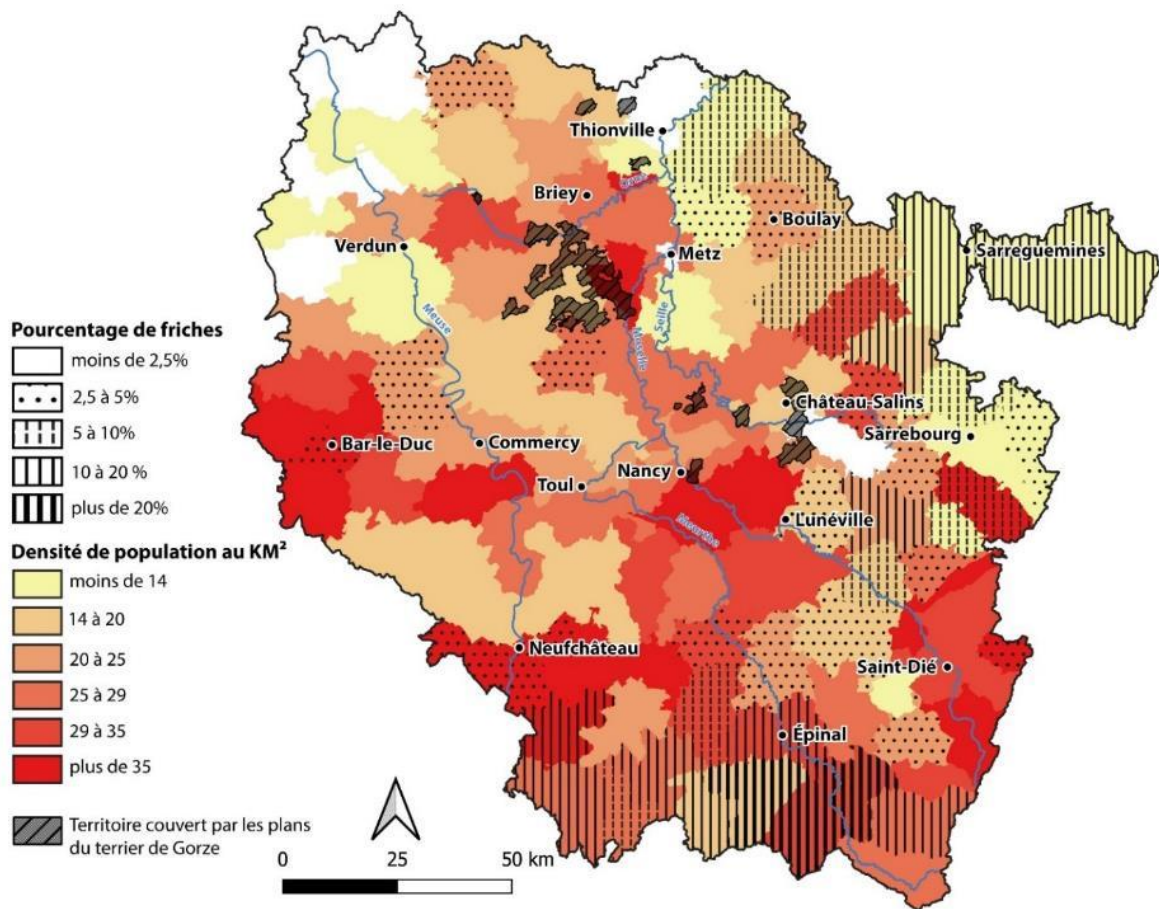 Thionville
Briey
Orne
Boulay
Verdun
Metz
Sarreguemines
Meuse
Seille
Moselle
Pourcentage de friches
moins de 2,5%
2,5 à 5%
5 à 10%
10 à 20 %
plus de 20%
Château-Salins
Sarrebourg
Bar-le-Duc
Commercy
Nancy
Toul
Lunéville
Meurthe
Densité de population au KM²
moins de 14
14 à 20
20 à 25
25 à 29
29 à 35
plus de 35
Neufchâteau
Saint-Dié
Épinal
Territoire couvert par les plans
du terrier de Gorze
0 25 50 km